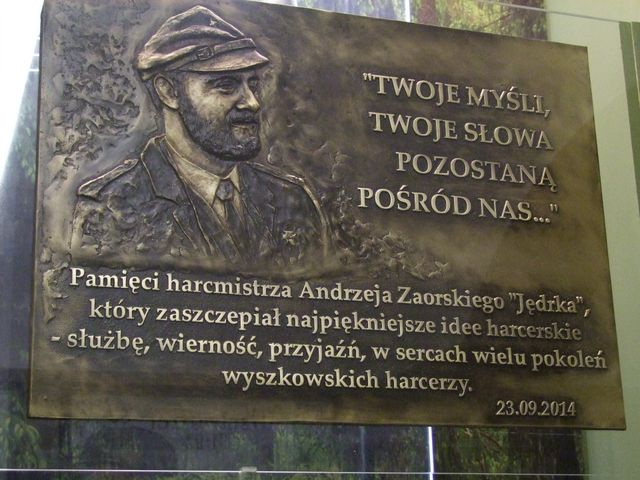 "TWOJE MYŚLI,
TWOJE SŁOWA
POZOSTANĄ
POŚRÓD NAS..."
Pamięci harcmistrza Andrzeja Zaorskiego "Jędrka",
który zaszczepiał najpiękniejsze idee harcerskie
- służbę, wierność, przyjaźń, w sercach wielu pokoleń
wyszkowskich harcerzy.
23.09.2014